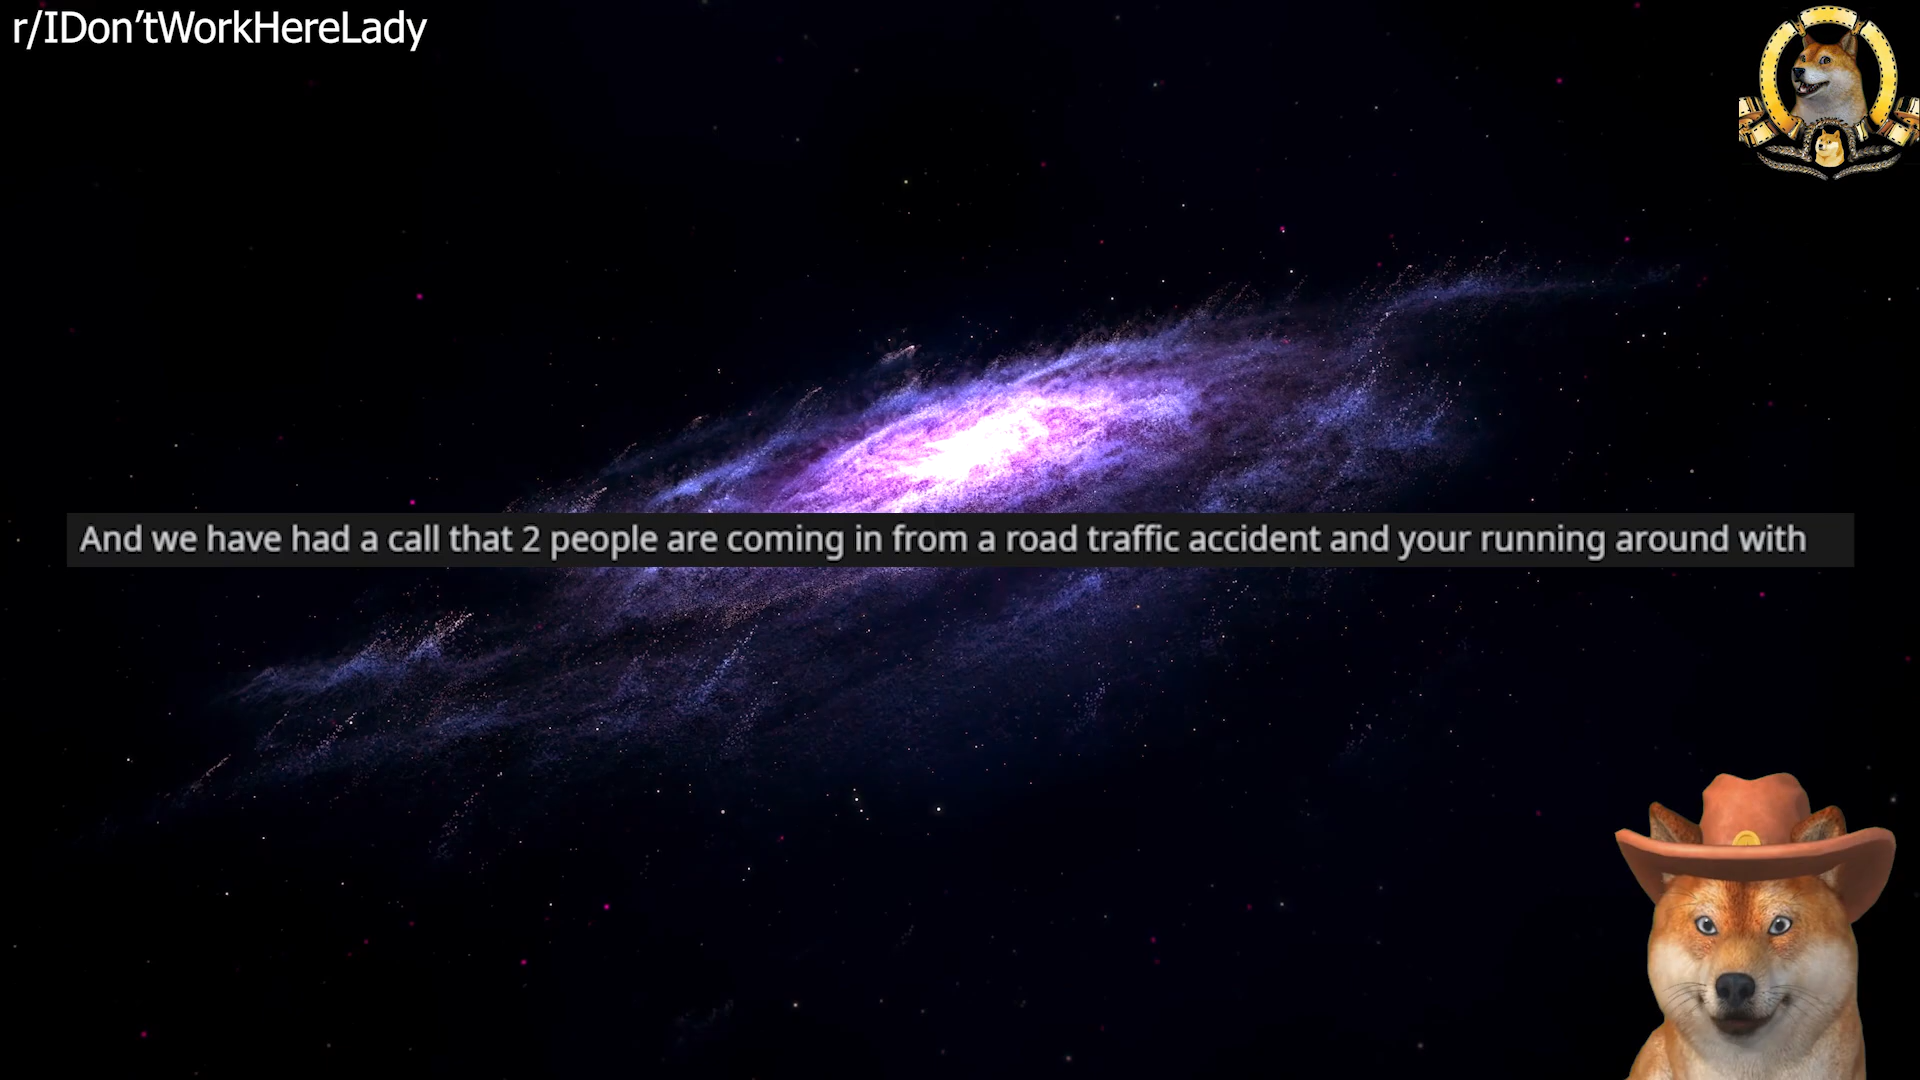 r/IDon’tWorkHereLady
And we have had a call that 2 people are coming in from a road traffic accident and your running around with